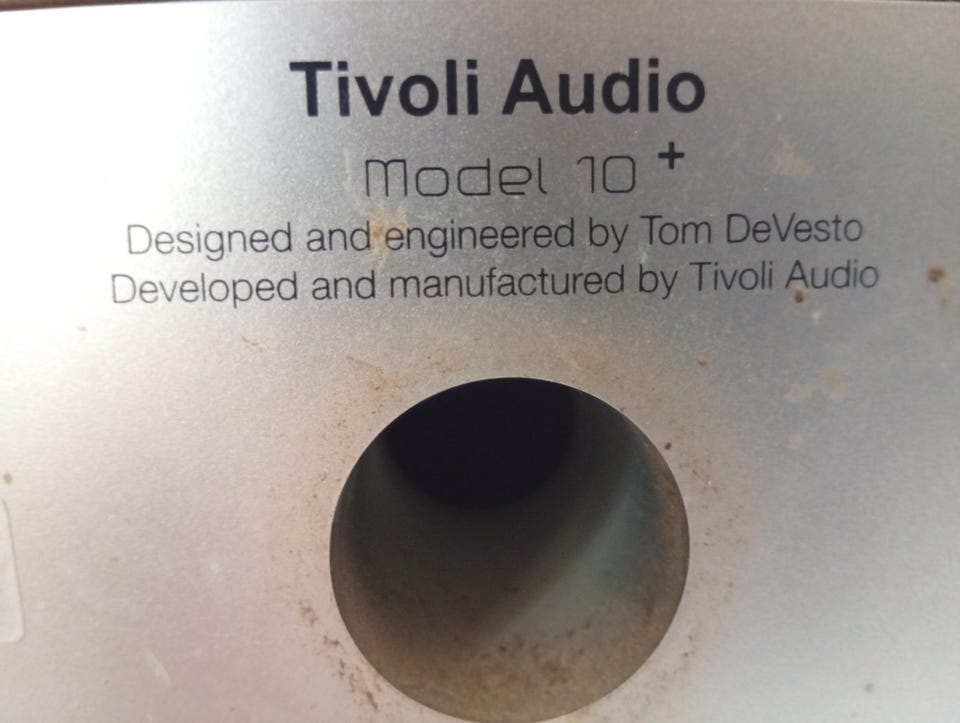 Tivoli Audio
Model 10+
Designed and engineered by Tom DeVesto
Developed and manufactured by Tivoli Audio